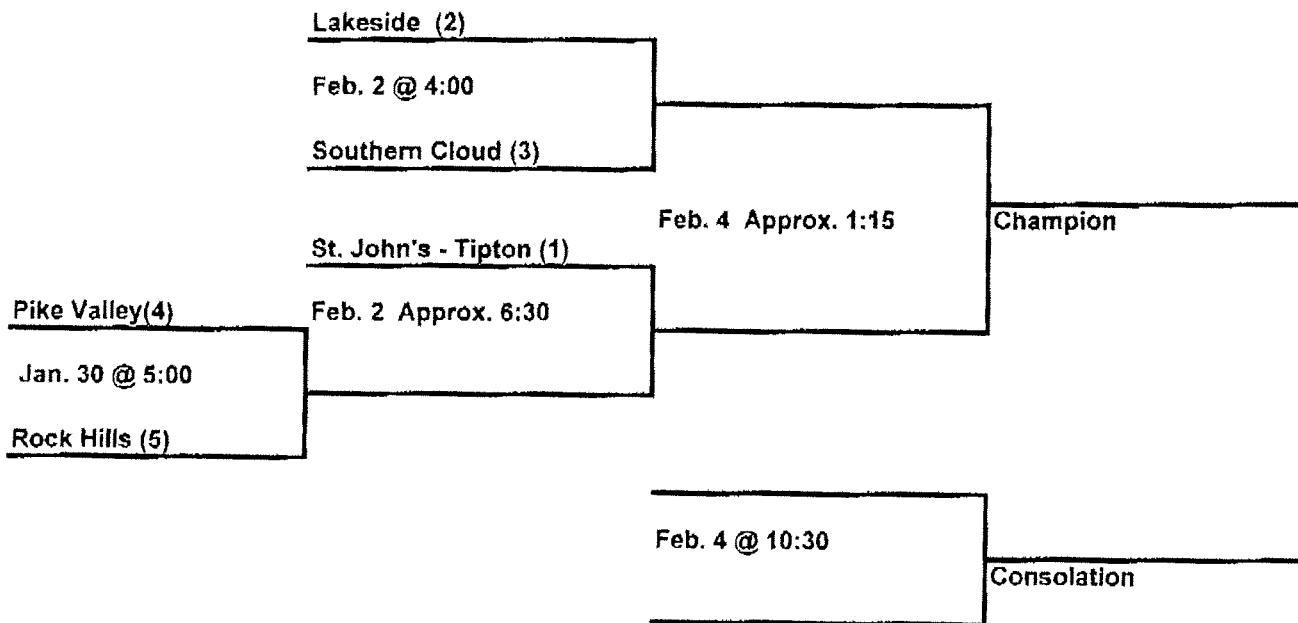 Lakeside (2)
Feb. 2 @ 4:00
Southern Cloud (3)
Feb. 4 Approx. 1:15
Champion
St. John's - Tipton (1)
Feb. 2 Approx. 6:30
Pike Valley(4)
Jan. 30 @ 5:00
Rock Hills (5)
Feb. 4 @ 10:30
Consolation